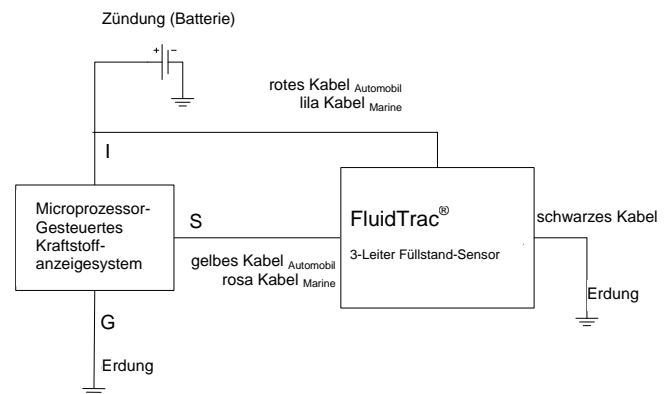 Zündung (Batterie)
+ -
rotes Kabel Automobil
lila Kabel Marine
I
Microprozessor-
Gesteuertes
Kraftstoff-
anzeigesystem
S
gelbes Kabel Automobil
rosa Kabel Marine
FluidTrac®
3-Leiter Füllstand-Sensor
schwarzes Kabel
Erdung
G
Erdung